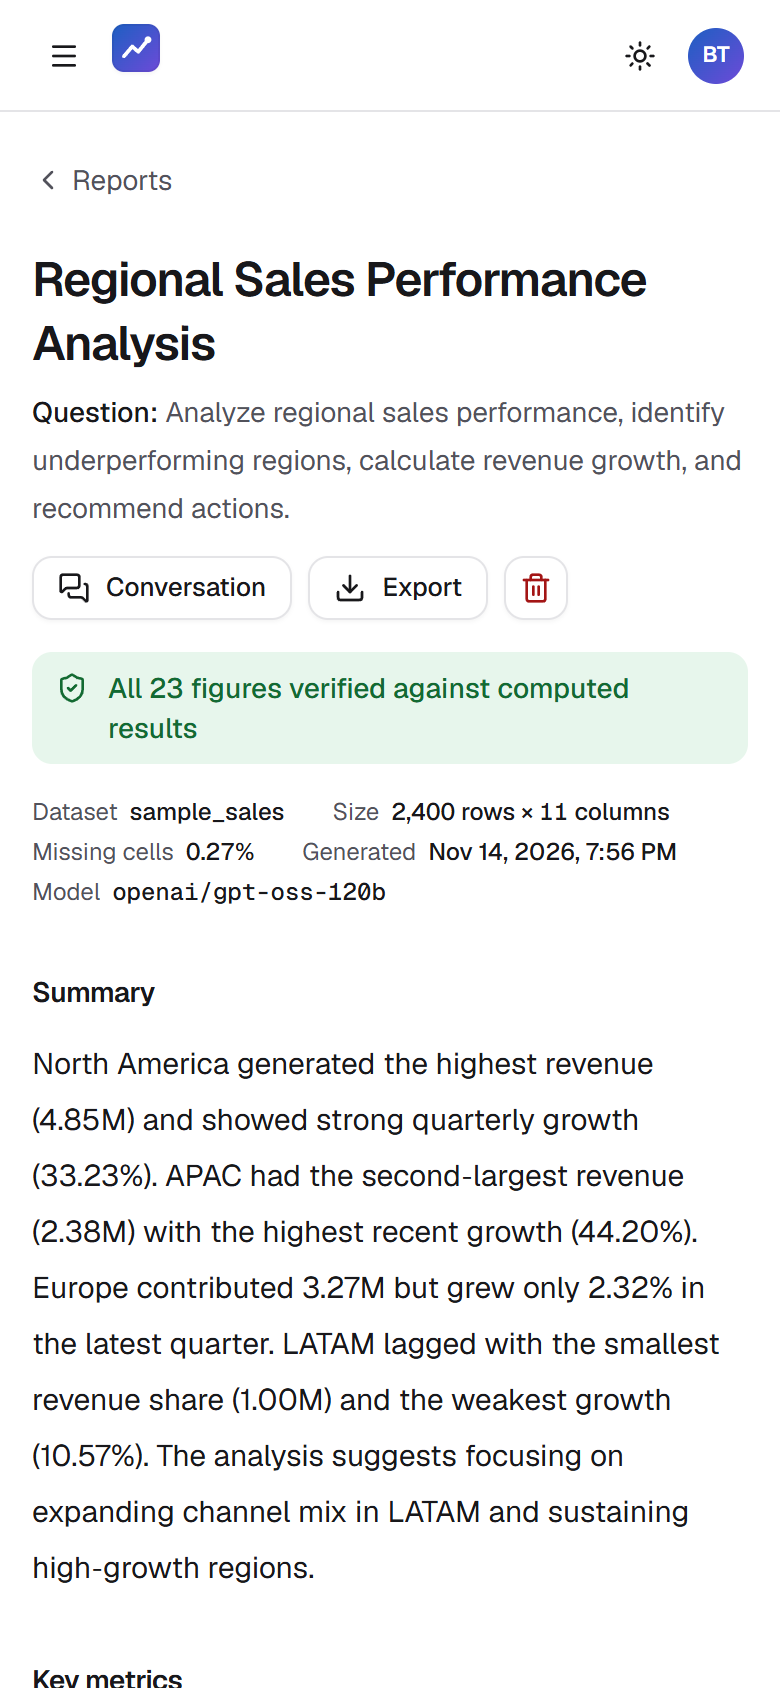 BT
Reports
Regional Sales Performance
Analysis
Question: Analyze regional sales performance, identify
underperforming regions, calculate revenue growth, and
recommend actions.
Conversation Export
All 23 figures verified against computed
results
Dataset sample_sales Size 2,400 rows × 11 columns
Missing cells 0.27% Generated Nov 14, 2026, 7:56 PM
Model openai/gpt-oss-120b
Summary
North America generated the highest revenue
(4.85M) and showed strong quarterly growth
(33.23%). APAC had the second-largest revenue
(2.38M) with the highest recent growth (44.20%).
Europe contributed 3.27M but grew only 2.32% in
the latest quarter. LATAM lagged with the smallest
revenue share (1.00M) and the weakest growth
(10.57%). The analysis suggests focusing on
expanding channel mix in LATAM and sustaining
high-growth regions.
Key metrics